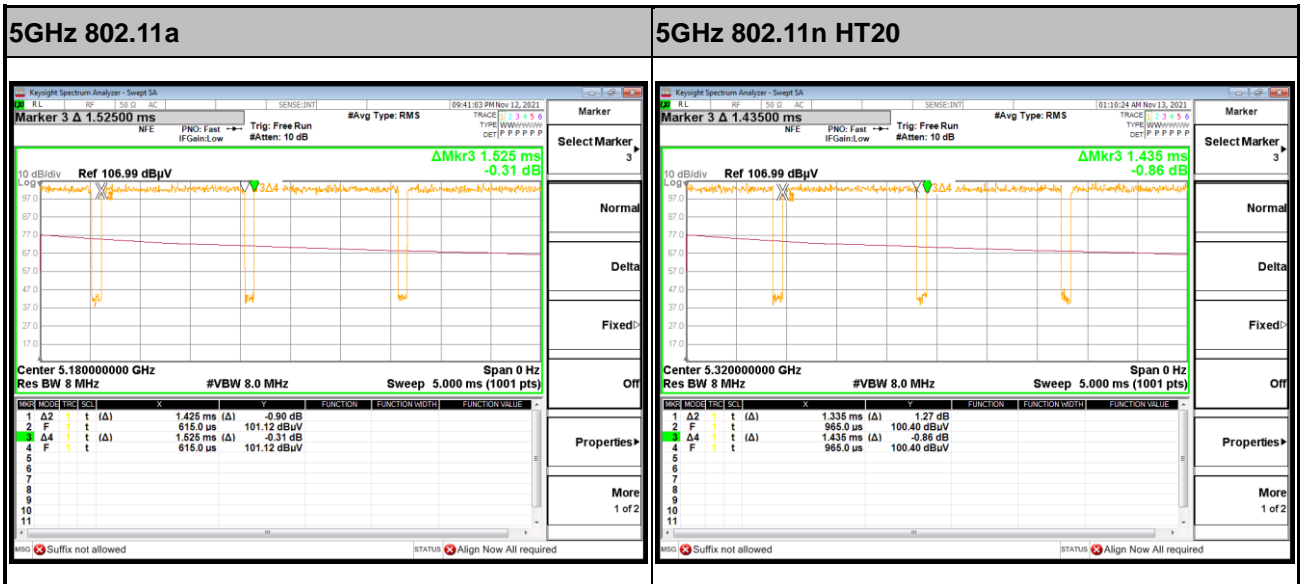 5GHz 802.11a
Keysight Spectrum Analyzer - Swept SA
RL RF 50 Ω AC SENSE:INT 09:41:03 PM Nov 12, 2021
Marker 3 Δ 1.52500 ms
NFE PNO: Fast Trig: Free Run #Avg Type: RMS TRACE 1 2 3 4 5 6
IFGain:Low #Atten: 10 dB TYPE WWWWWW
DET P P P P P P
ΔMkr3 1.525 ms
-0.31 dB
10 dB/div Ref 106.99 dBµV
Log
97.0
87.0
77.0
67.0
57.0
47.0
37.0
27.0
17.0
3Δ4
Center 5.180000000 GHz Span 0 Hz
Res BW 8 MHz #VBW 8.0 MHz Sweep 5.000 ms (1001 pts)
MKR MODE TRC SCL X Y FUNCTION FUNCTION WIDTH FUNCTION VALUE
1 Δ2 1 t (Δ) 1.425 ms (Δ) -0.90 dB
2 F 1 t 615.0 µs 101.12 dBµV
3 Δ4 1 t (Δ) 1.525 ms (Δ) -0.31 dB
4 F 1 t 615.0 µs 101.12 dBµV
5
6
7
8
9
10
11
MSG Suffix not allowed STATUS Align Now All required
Marker
Select Marker
3
Normal
Delta
Fixed
Off
Properties
More
1 of 2
5GHz 802.11n HT20
Keysight Spectrum Analyzer - Swept SA
RL RF 50 Ω AC SENSE:INT 01:10:24 AM Nov 13, 2021
Marker 3 Δ 1.43500 ms
NFE PNO: Fast Trig: Free Run #Avg Type: RMS TRACE 1 2 3 4 5 6
IFGain:Low #Atten: 10 dB TYPE WWWWWW
DET P P P P P P
ΔMkr3 1.435 ms
-0.86 dB
10 dB/div Ref 106.99 dBµV
Log
97.0
87.0
77.0
67.0
57.0
47.0
37.0
27.0
17.0
3Δ4
Center 5.320000000 GHz Span 0 Hz
Res BW 8 MHz #VBW 8.0 MHz Sweep 5.000 ms (1001 pts)
MKR MODE TRC SCL X Y FUNCTION FUNCTION WIDTH FUNCTION VALUE
1 Δ2 1 t (Δ) 1.335 ms (Δ) 1.27 dB
2 F 1 t 965.0 µs 100.40 dBµV
3 Δ4 1 t (Δ) 1.435 ms (Δ) -0.86 dB
4 F 1 t 965.0 µs 100.40 dBµV
5
6
7
8
9
10
11
MSG Suffix not allowed STATUS Align Now All required
Marker
Select Marker
3
Normal
Delta
Fixed
Off
Properties
More
1 of 2